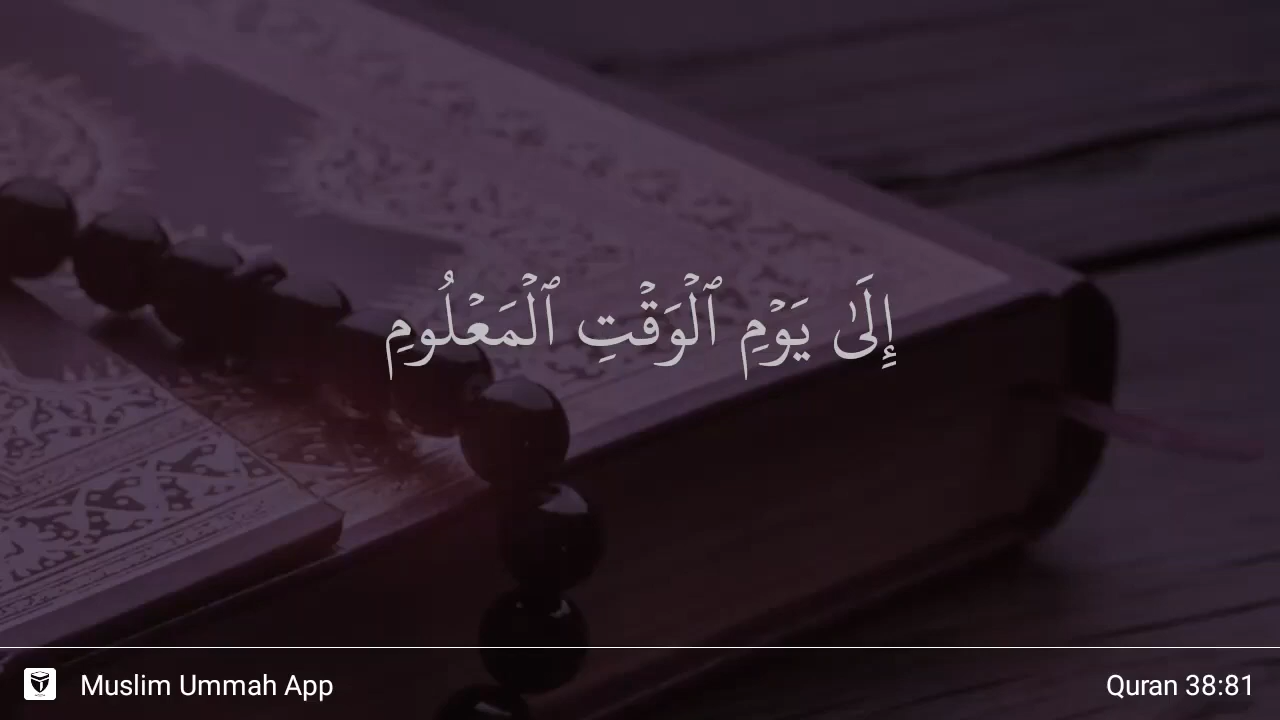 إِلَىٰ يَوْمِ ٱلْوَقْتِ ٱلْمَعْلُومِ
Muslim Ummah App
Quran 38:81